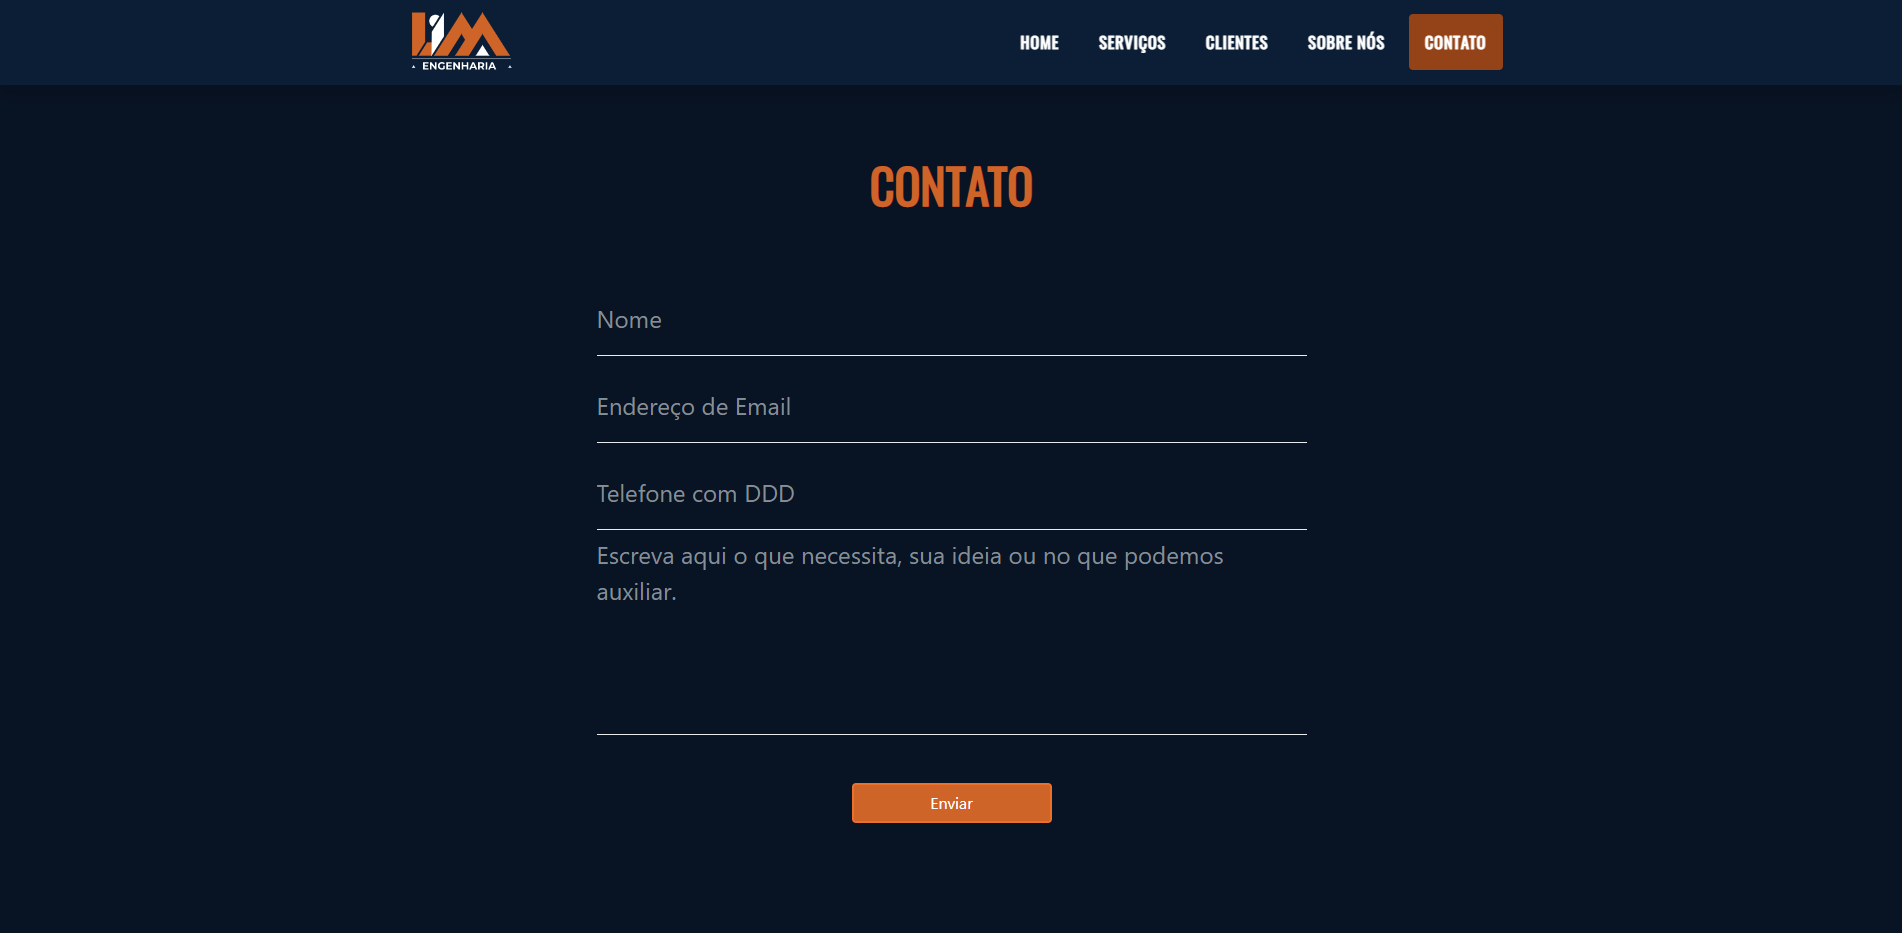 LIMA
ENGENHARIA
HOME
SERVIÇOS
CLIENTES
SOBRE NÓS
CONTATO
CONTATO
Nome
Endereço de Email
Telefone com DDD
Escreva aqui o que necessita, sua ideia ou no que podemos
auxiliar.
Enviar